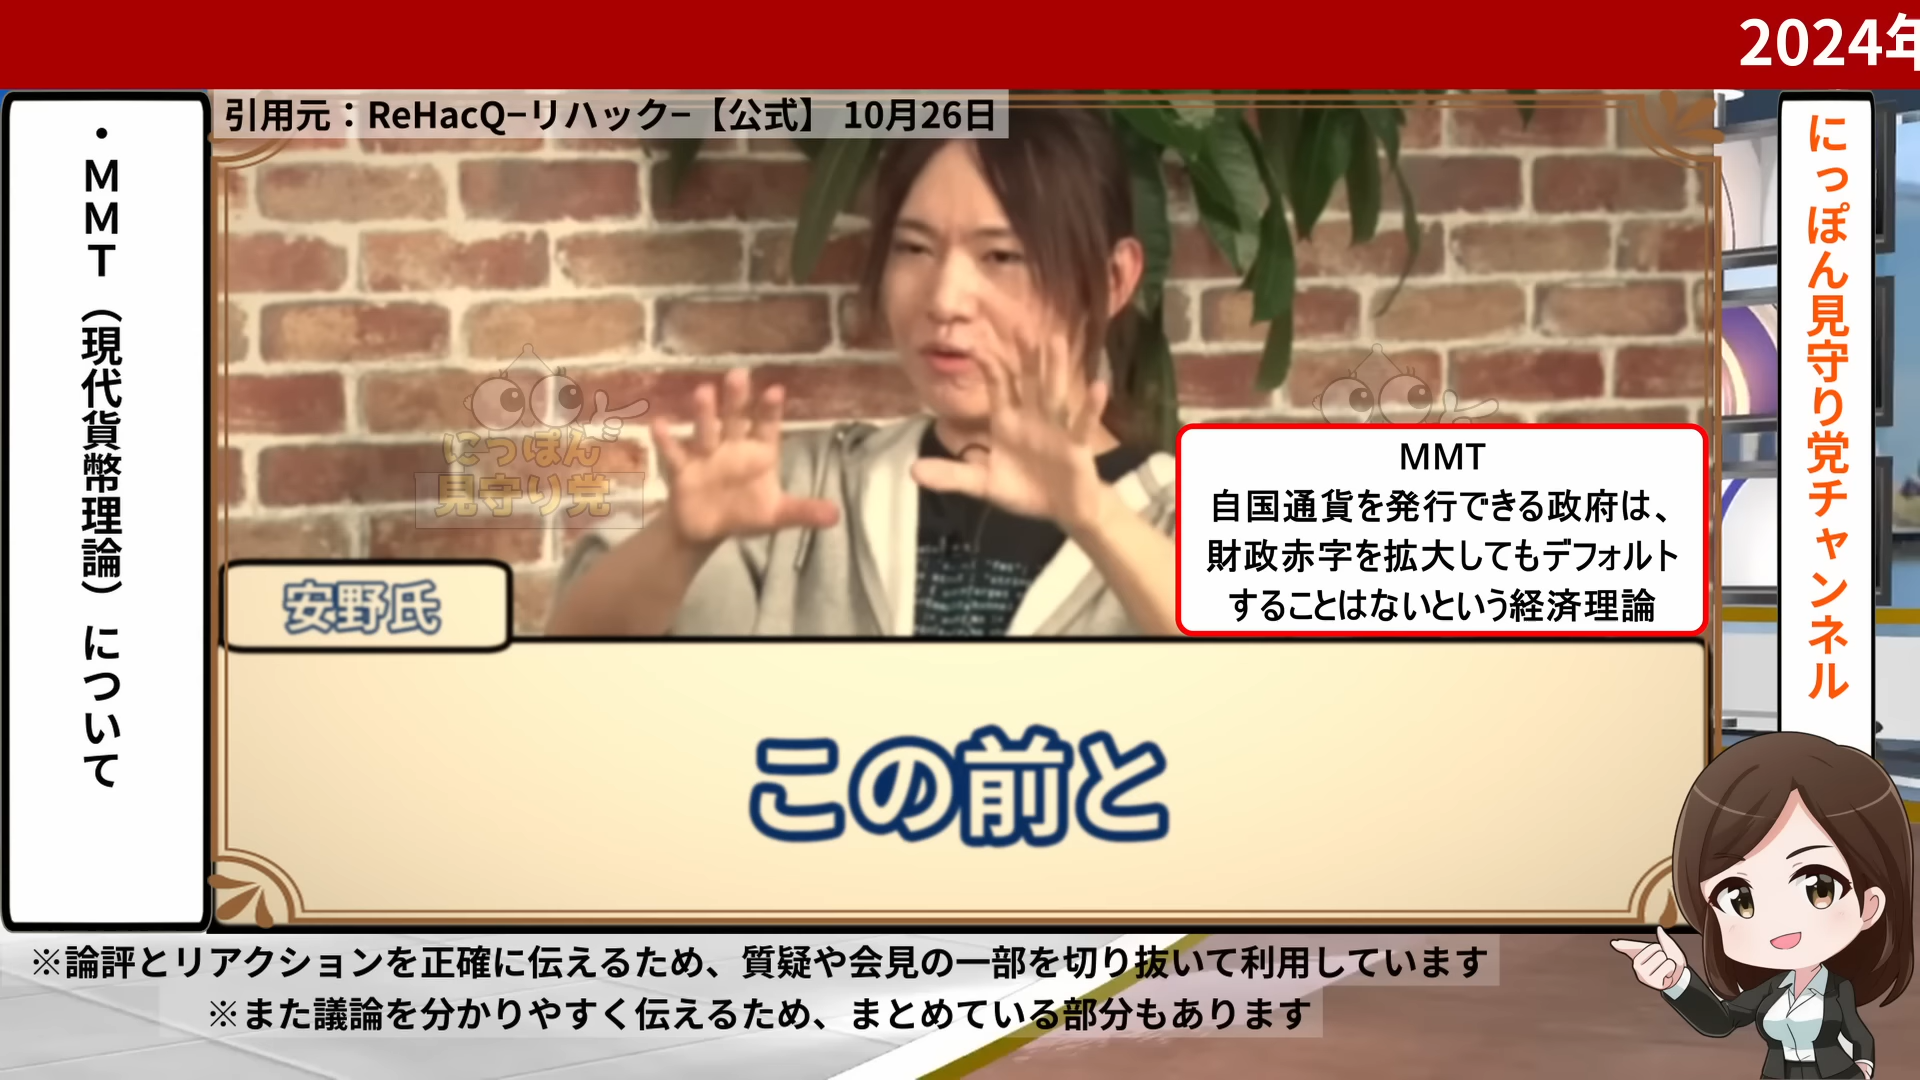 2024年
引用元：ReHacQ−リハック−【公式】 10月26日
・MMT（現代貨幣理論）について
にっぽん見守り党チャンネル
にっぽん
見守り党
MMT
自国通貨を発行できる政府は、
財政赤字を拡大してもデフォルト
することはないという経済理論
安野氏
この前と
※論評とリアクションを正確に伝えるため、質疑や会見の一部を切り抜いて利用しています
※また議論を分かりやすく伝えるため、まとめている部分もあります